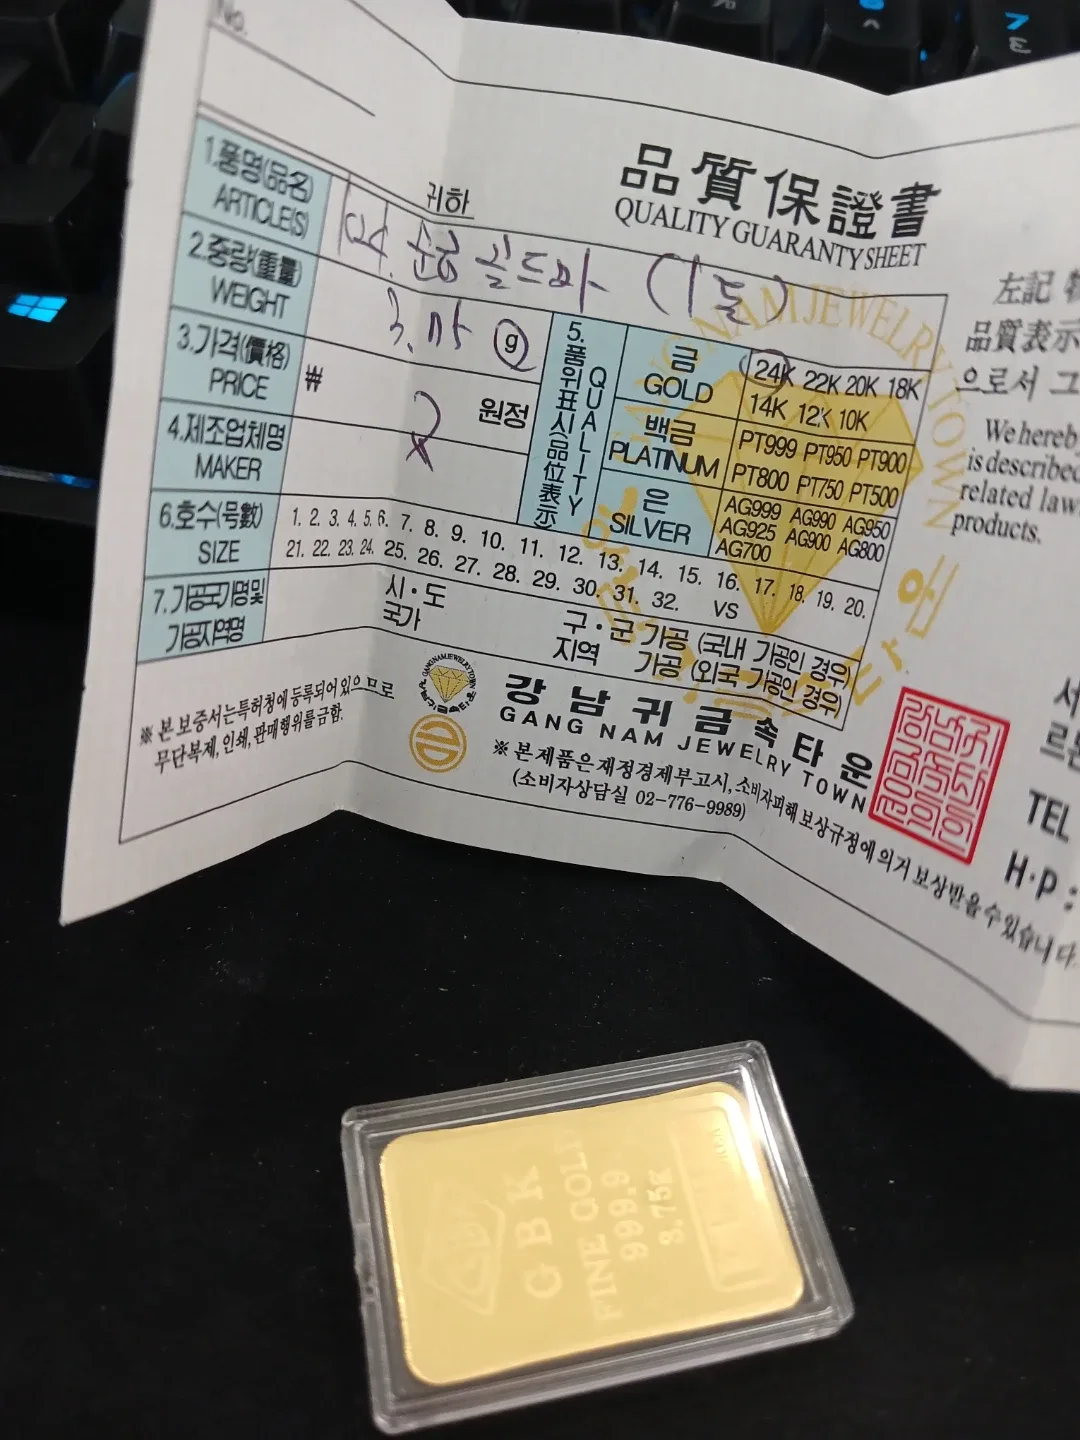 No.
귀하
品質保證書
QUALITY GUARANTY SHEET
1.품명(品名)
ARTICLE(S)
순금 골드바 (1돈)
2.중량(重量)
WEIGHT
3.75 g
3.가격(價格)
PRICE
₩
원정
4.제조업체명
MAKER
5.품위표시(品位表示)
QUALITY
금
GOLD
24K 22K 20K 18K
14K 12K 10K
백금
PLATINUM
PT999 PT950 PT900
PT800 PT750 PT500
은
SILVER
AG999 AG990 AG950
AG925 AG900 AG800
AG700
6.호수(号數)
SIZE
1. 2. 3. 4. 5. 6. 7. 8. 9. 10. 11. 12. 13. 14. 15. 16. 17. 18. 19. 20.
21. 22. 23. 24. 25. 26. 27. 28. 29. 30. 31. 32. VS
7.가공국가명및
가공지역명
시·도
국가
구·군 가공 (국내 가공인 경우)
지역 가공 (외국 가공인 경우)
※ 본 보증서는 특허청에 등록되어 있으므로
무단복제, 인쇄, 판매행위를 금함.
GANGNAM JEWELRY TOWN
강남귀금속타운
GANG NAM JEWELRY TOWN
※ 본 제품은 재정경제부고시, 소비자피해 보상규정에 의거 보상받을 수 있습니다.
(소비자상담실 02-776-9989)
左記
品質表示
으로서 그
We hereby
is described
related law
products.
TEL
H·P :
GBK
FINE GOLD
999.9
3.75g